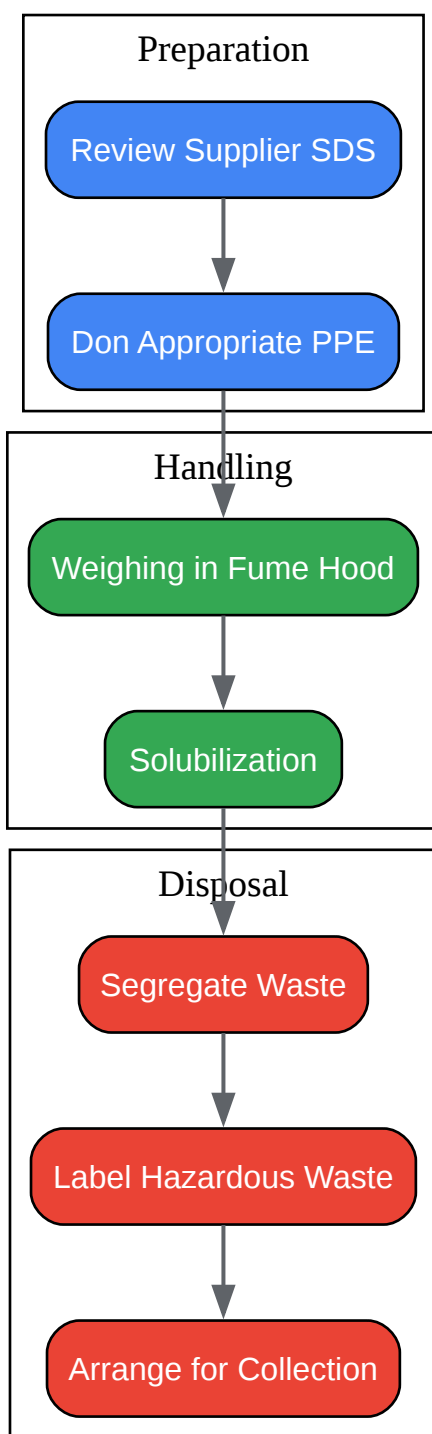 Preparation
Review Supplier SDS
Don Appropriate PPE
Handling
Weighing in Fume Hood
Solubilization
Disposal
Segregate Waste
Label Hazardous Waste
Arrange for Collection